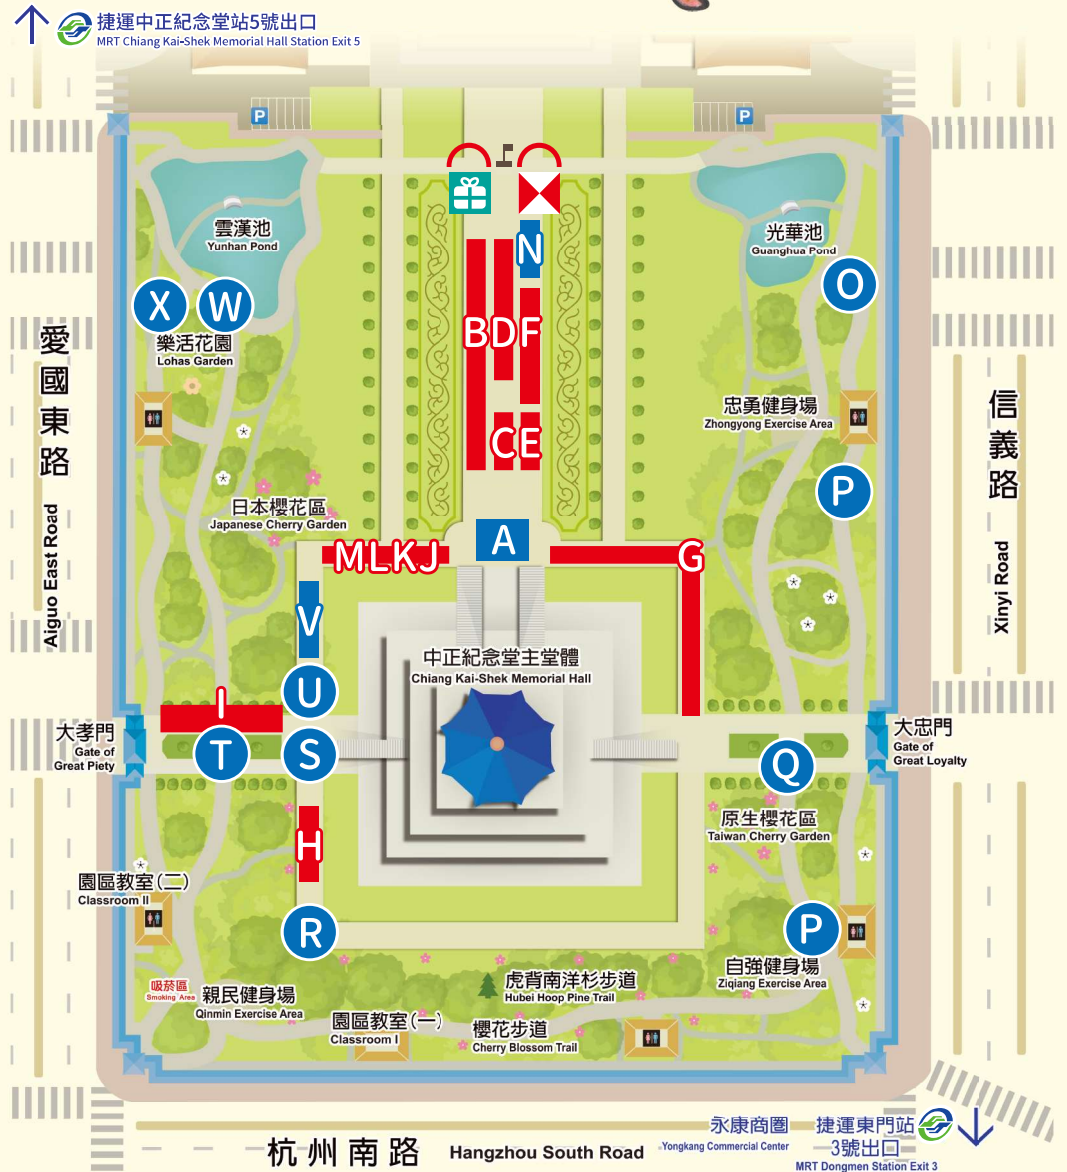 捷運中正紀念堂站5號出口
MRT Chiang Kai-Shek Memorial Hall Station Exit 5
P
P
雲漢池
Yunhan Pond
光華池
Guanghua Pond
N
O
X
W
B
D
F
樂活花園
Lohas Garden
愛國東路
Aiguo East Road
忠勇健身場
Zhongyong Exercise Area
信義路
Xinyi Road
C
E
P
日本櫻花區
Japanese Cherry Garden
A
M
L
K
J
G
V
中正紀念堂主堂體
Chiang Kai-Shek Memorial Hall
U
I
大孝門
Gate of
Great Piety
T
S
大忠門
Gate of
Great Loyalty
Q
原生櫻花區
Taiwan Cherry Garden
H
園區教室(二)
Classroom II
R
P
自強健身場
Ziqiang Exercise Area
吸菸區
Smoking Area
親民健身場
Qinmin Exercise Area
虎背南洋杉步道
Hubei Hoop Pine Trail
園區教室(一)
Classroom I
櫻花步道
Cherry Blossom Trail
杭州南路
Hangzhou South Road
永康商圈
Yongkang Commercial Center
捷運東門站
3號出口
MRT Dongmen Station Exit 3